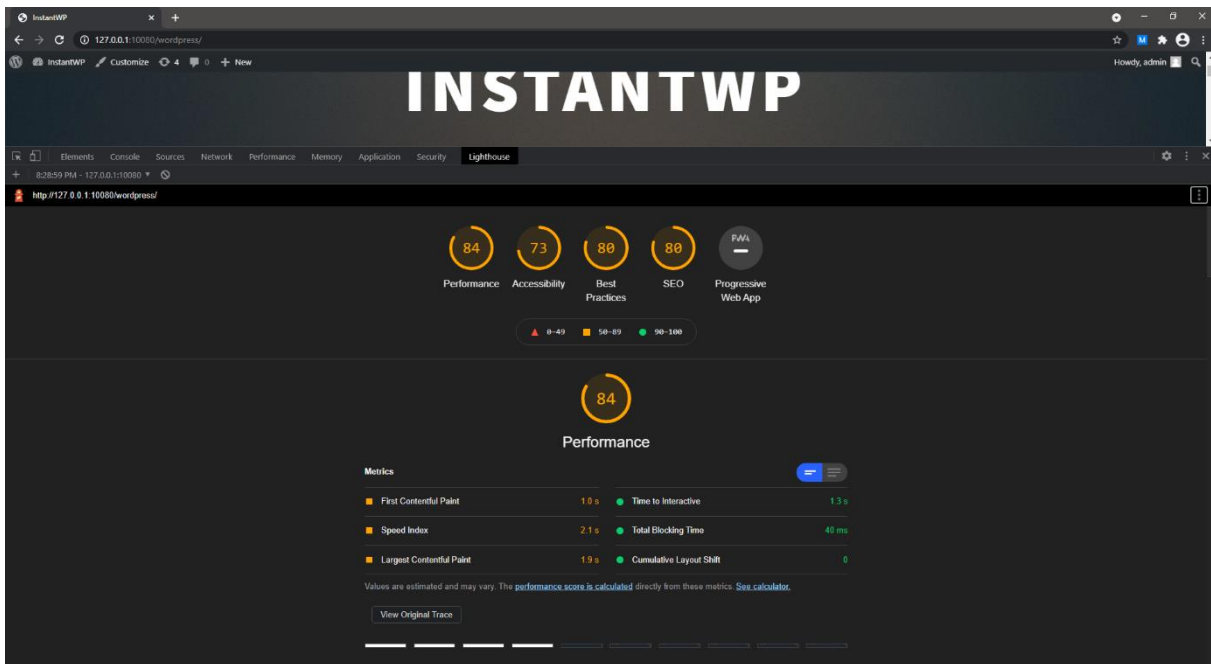 InstantWP
127.0.0.1:10080/wordpress/
M
InstantWP Customize 4 0 New Howdy, admin
INSTANTWP
Elements Console Sources Network Performance Memory Application Security Lighthouse
8:28:59 PM - 127.0.0.1:10080
http://127.0.0.1:10080/wordpress/
84 73 80 80 PWA
Performance Accessibility Best Practices SEO Progressive Web App
0-49 50-89 90-100
84
Performance
Metrics
First Contentful Paint 1.0 s Time to Interactive 1.3 s
Speed Index 2.1 s Total Blocking Time 40 ms
Largest Contentful Paint 1.9 s Cumulative Layout Shift 0
Values are estimated and may vary. The performance score is calculated directly from these metrics. See calculator.
View Original Trace